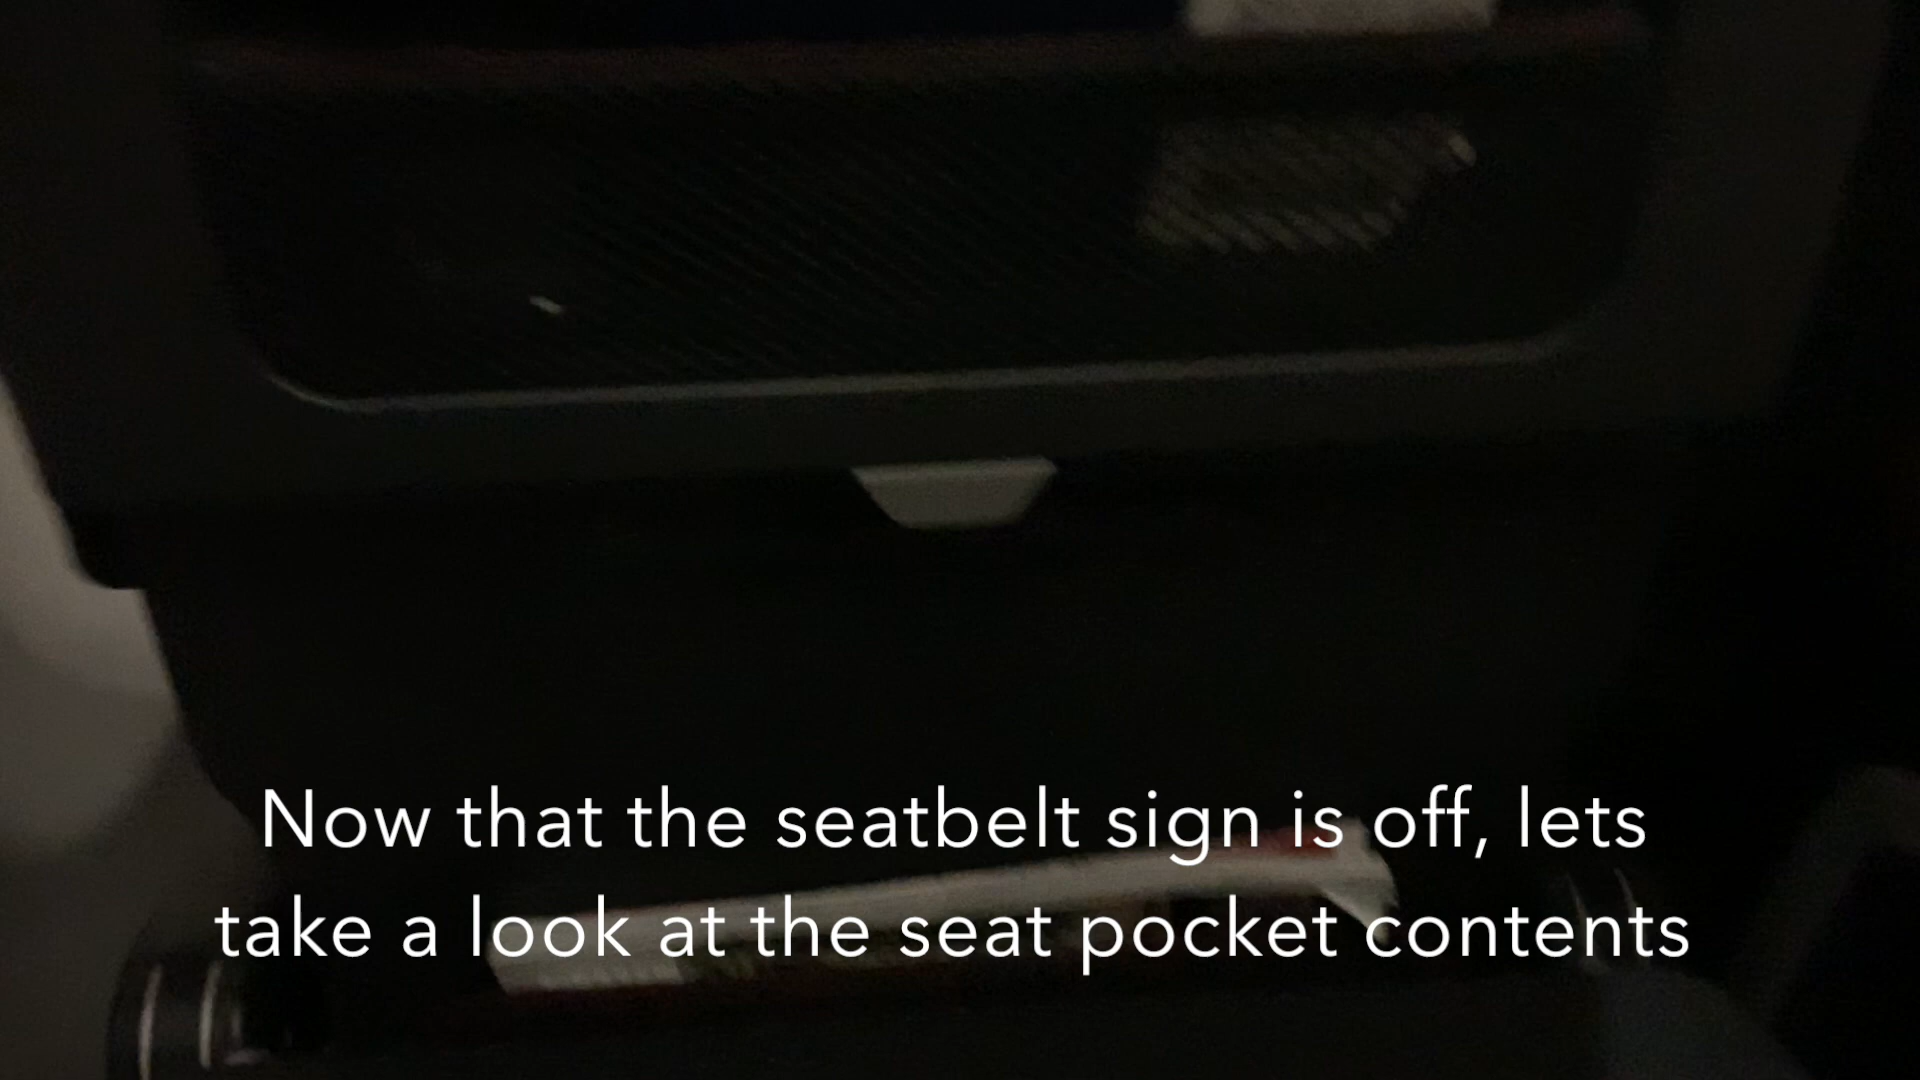 Now that the seatbelt sign is off, lets
take a look at the seat pocket contents